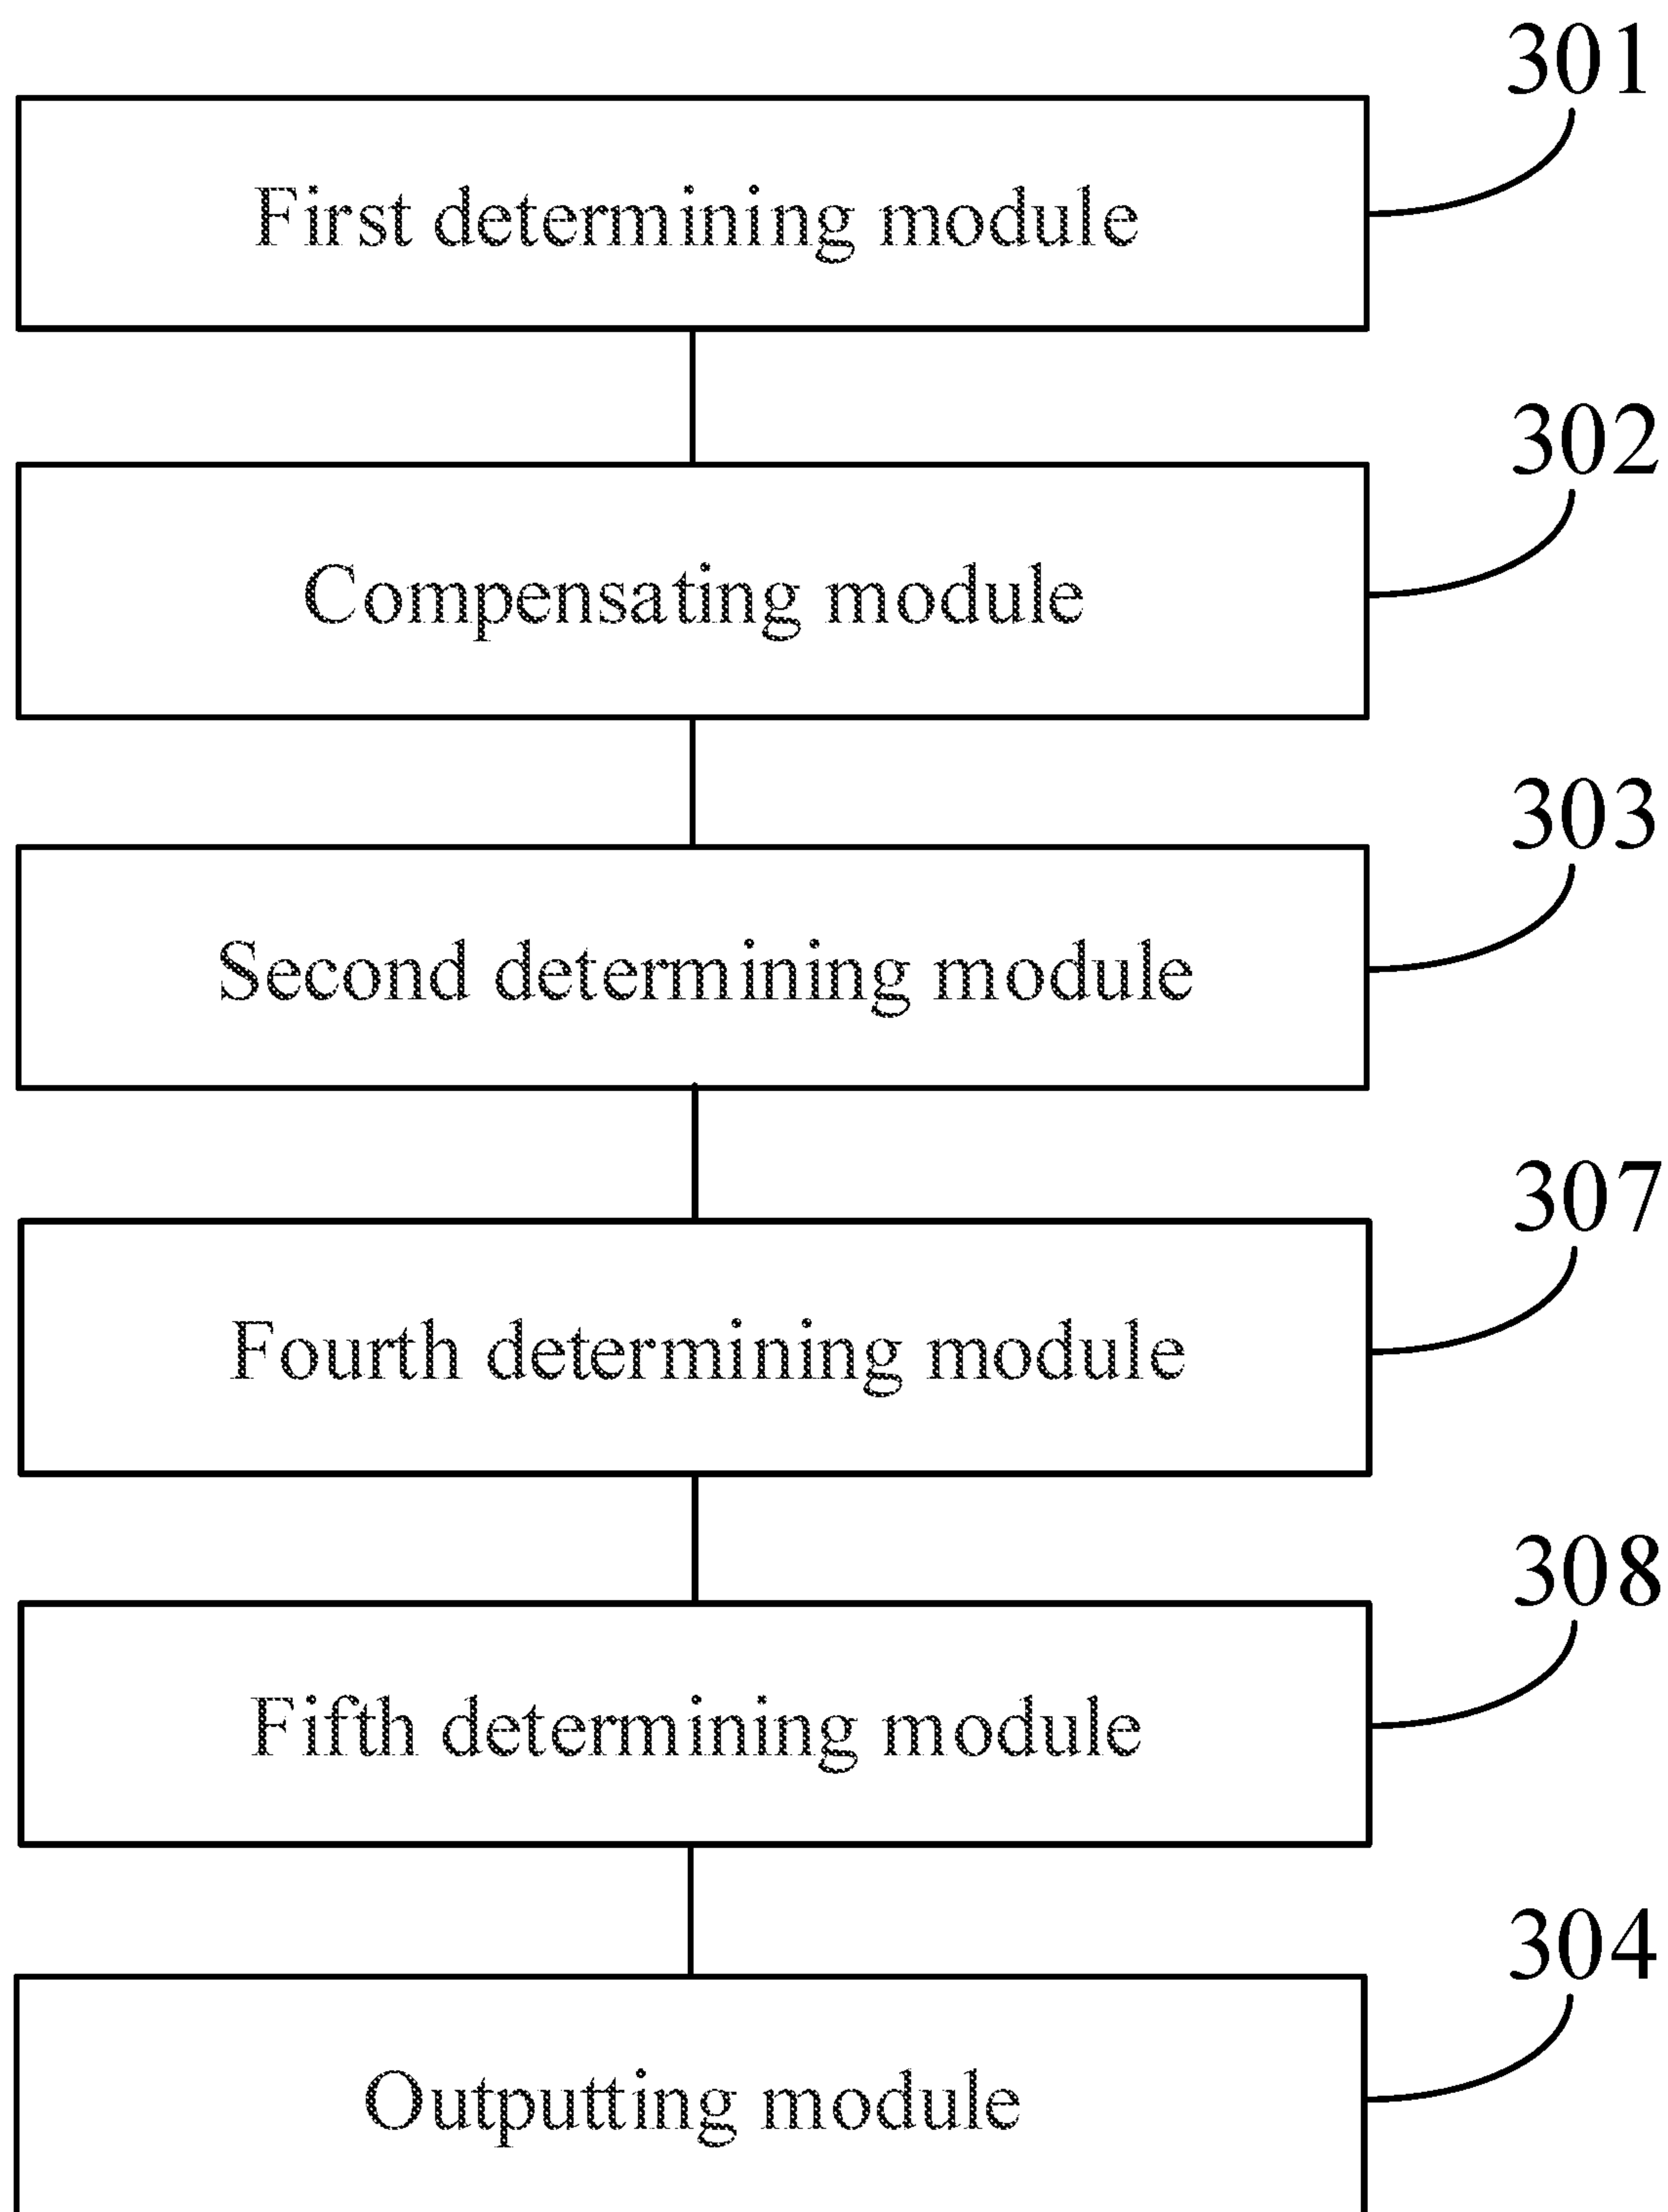 301
First determining module
302
Compensating module
303
Second determining module
307
Fourth determining module
308
Fifth determining module
304
Outputting module